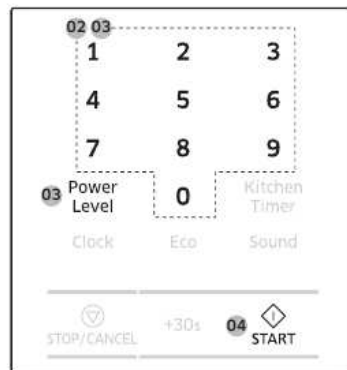 02 03
1 2 3
4 5 6
7 8 9
03 Power Level 0 Kitchen Timer
Clock Eco Sound
STOP/CANCEL +30s 04 START